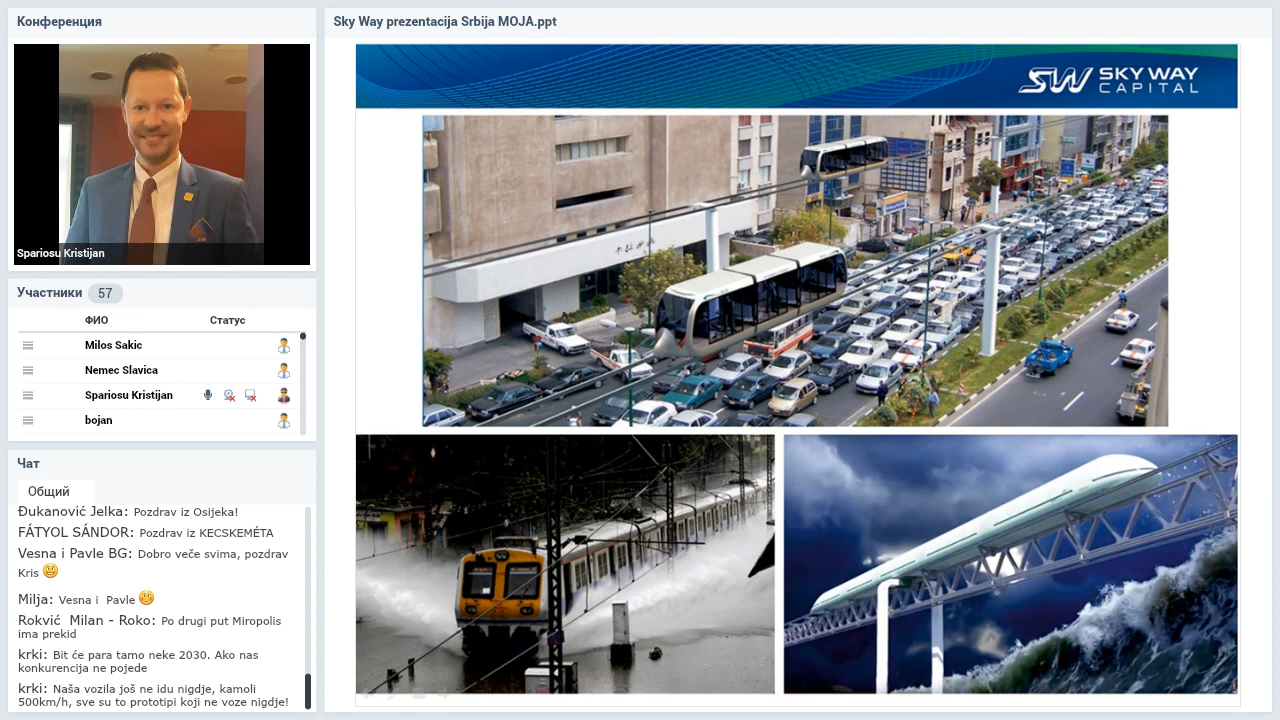 Конференция
Spariosu Kristijan
Участники 57
ФИО Статус
Milos Sakic
Nemec Slavica
Spariosu Kristijan
bojan
Чат
Общий
Đukanović Jelka: Pozdrav iz Osijeka!
FÁTYOL SÁNDOR: Pozdrav iz KECSKEMÉTA
Vesna i Pavle BG: Dobro veče svima, pozdrav
Kris
Milja: Vesna i  Pavle
Rokvić  Milan - Roko: Po drugi put Miropolis
ima prekid
krki: Bit će para tamo neke 2030. Ako nas
konkurencija ne pojede
krki: Naša vozila još ne idu nigdje, kamoli
500km/h, sve su to prototipi koji ne voze nigdje!
Sky Way prezentacija Srbija MOJA.ppt
SW SKY WAY
CAPITAL